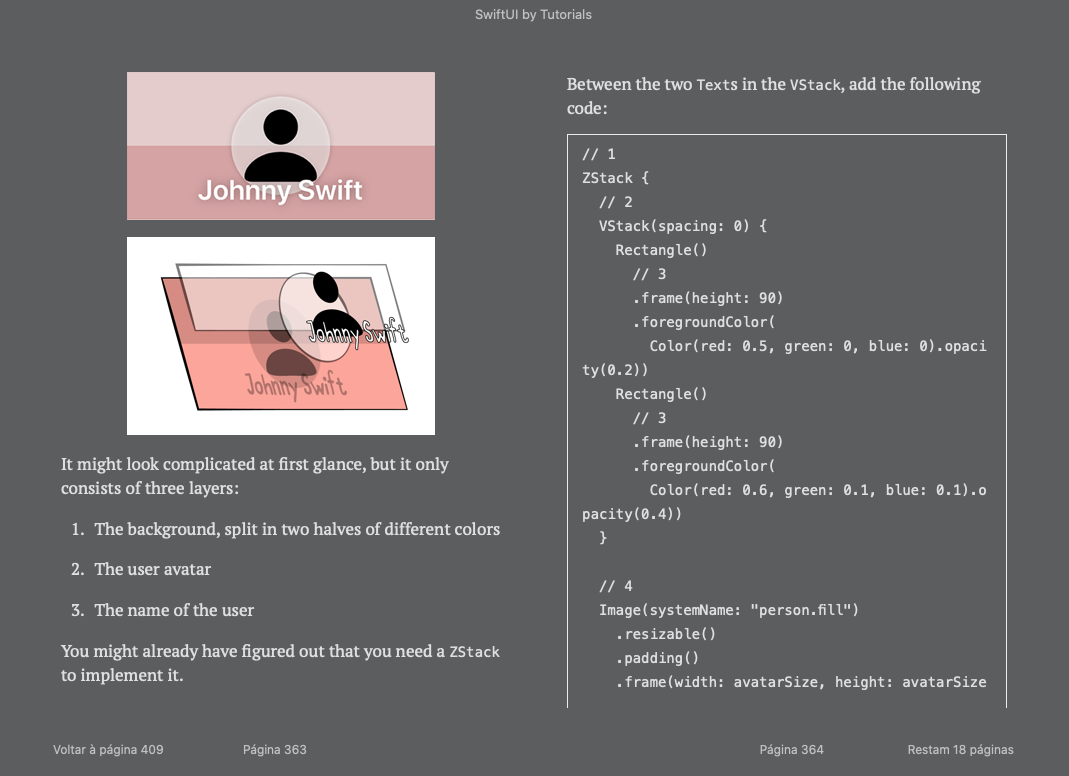 SwiftUI by Tutorials
Johnny Swift
Johnny Swift
Johnny Swift
It might look complicated at first glance, but it only
consists of three layers:
1. The background, split in two halves of different colors
2. The user avatar
3. The name of the user
You might already have figured out that you need a ZStack
to implement it.
Between the two Texts in the VStack, add the following
code:
// 1
ZStack {
  // 2
  VStack(spacing: 0) {
    Rectangle()
      // 3
      .frame(height: 90)
      .foregroundColor(
        Color(red: 0.5, green: 0, blue: 0).opaci
ty(0.2))
    Rectangle()
      // 3
      .frame(height: 90)
      .foregroundColor(
        Color(red: 0.6, green: 0.1, blue: 0.1).o
pacity(0.4))
  }
  // 4
  Image(systemName: "person.fill")
    .resizable()
    .padding()
    .frame(width: avatarSize, height: avatarSize
Voltar à página 409
Página 363
Página 364
Restam 18 páginas